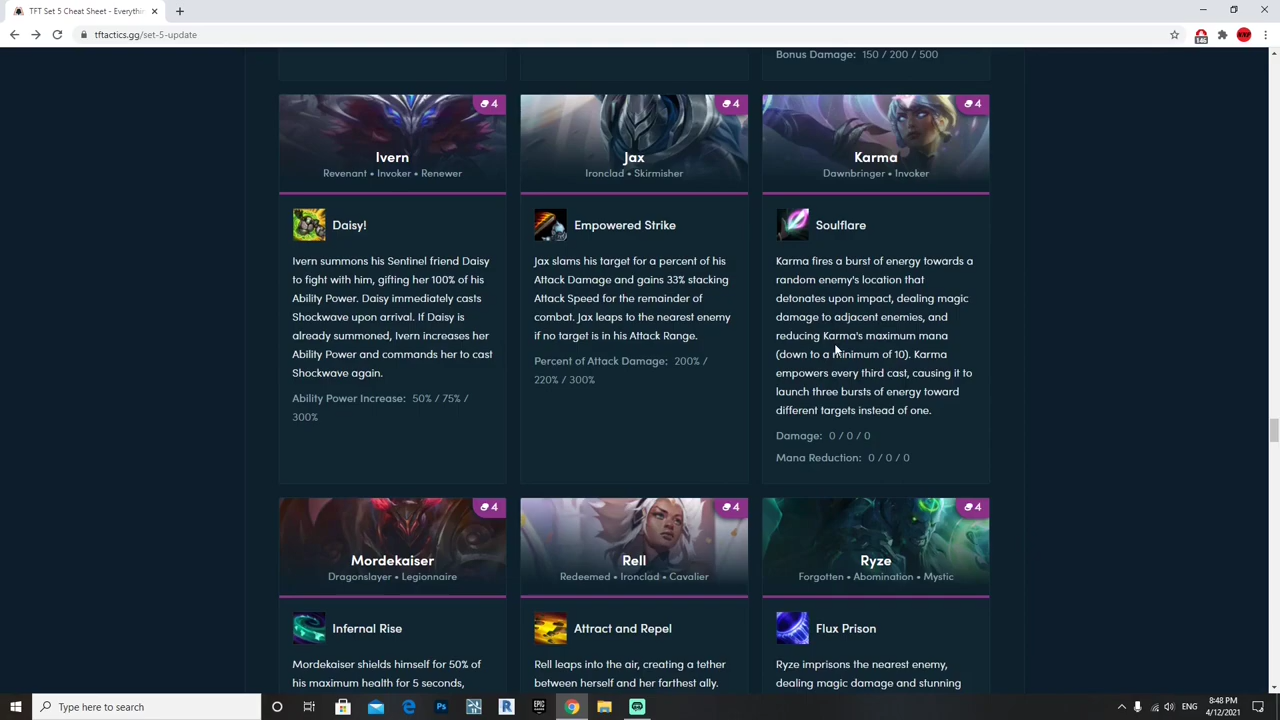 TFT Set 5 Cheat Sheet - Everythi
tftactics.gg/set-5-update
146
Bonus Damage: 150 / 200 / 500
4
Ivern
Revenant • Invoker • Renewer
Daisy!
Ivern summons his Sentinel friend Daisy
to fight with him, gifting her 100% of his
Ability Power. Daisy immediately casts
Shockwave upon arrival. If Daisy is
already summoned, Ivern increases her
Ability Power and commands her to cast
Shockwave again.
Ability Power Increase: 50% / 75% /
300%
4
Jax
Ironclad • Skirmisher
Empowered Strike
Jax slams his target for a percent of his
Attack Damage and gains 33% stacking
Attack Speed for the remainder of
combat. Jax leaps to the nearest enemy
if no target is in his Attack Range.
Percent of Attack Damage: 200% /
220% / 300%
4
Karma
Dawnbringer • Invoker
Soulflare
Karma fires a burst of energy towards a
random enemy's location that
detonates upon impact, dealing magic
damage to adjacent enemies, and
reducing Karma's maximum mana
(down to a minimum of 10). Karma
empowers every third cast, causing it to
launch three bursts of energy toward
different targets instead of one.
Damage: 0 / 0 / 0
Mana Reduction: 0 / 0 / 0
4
Mordekaiser
Dragonslayer • Legionnaire
Infernal Rise
Mordekaiser shields himself for 50% of
his maximum health for 5 seconds,
4
Rell
Redeemed • Ironclad • Cavalier
Attract and Repel
Rell leaps into the air, creating a tether
between herself and her farthest ally.
4
Ryze
Forgotten • Abomination • Mystic
Flux Prison
Ryze imprisons the nearest enemy,
dealing magic damage and stunning
Type here to search
ENG
8:48 PM
4/12/2021